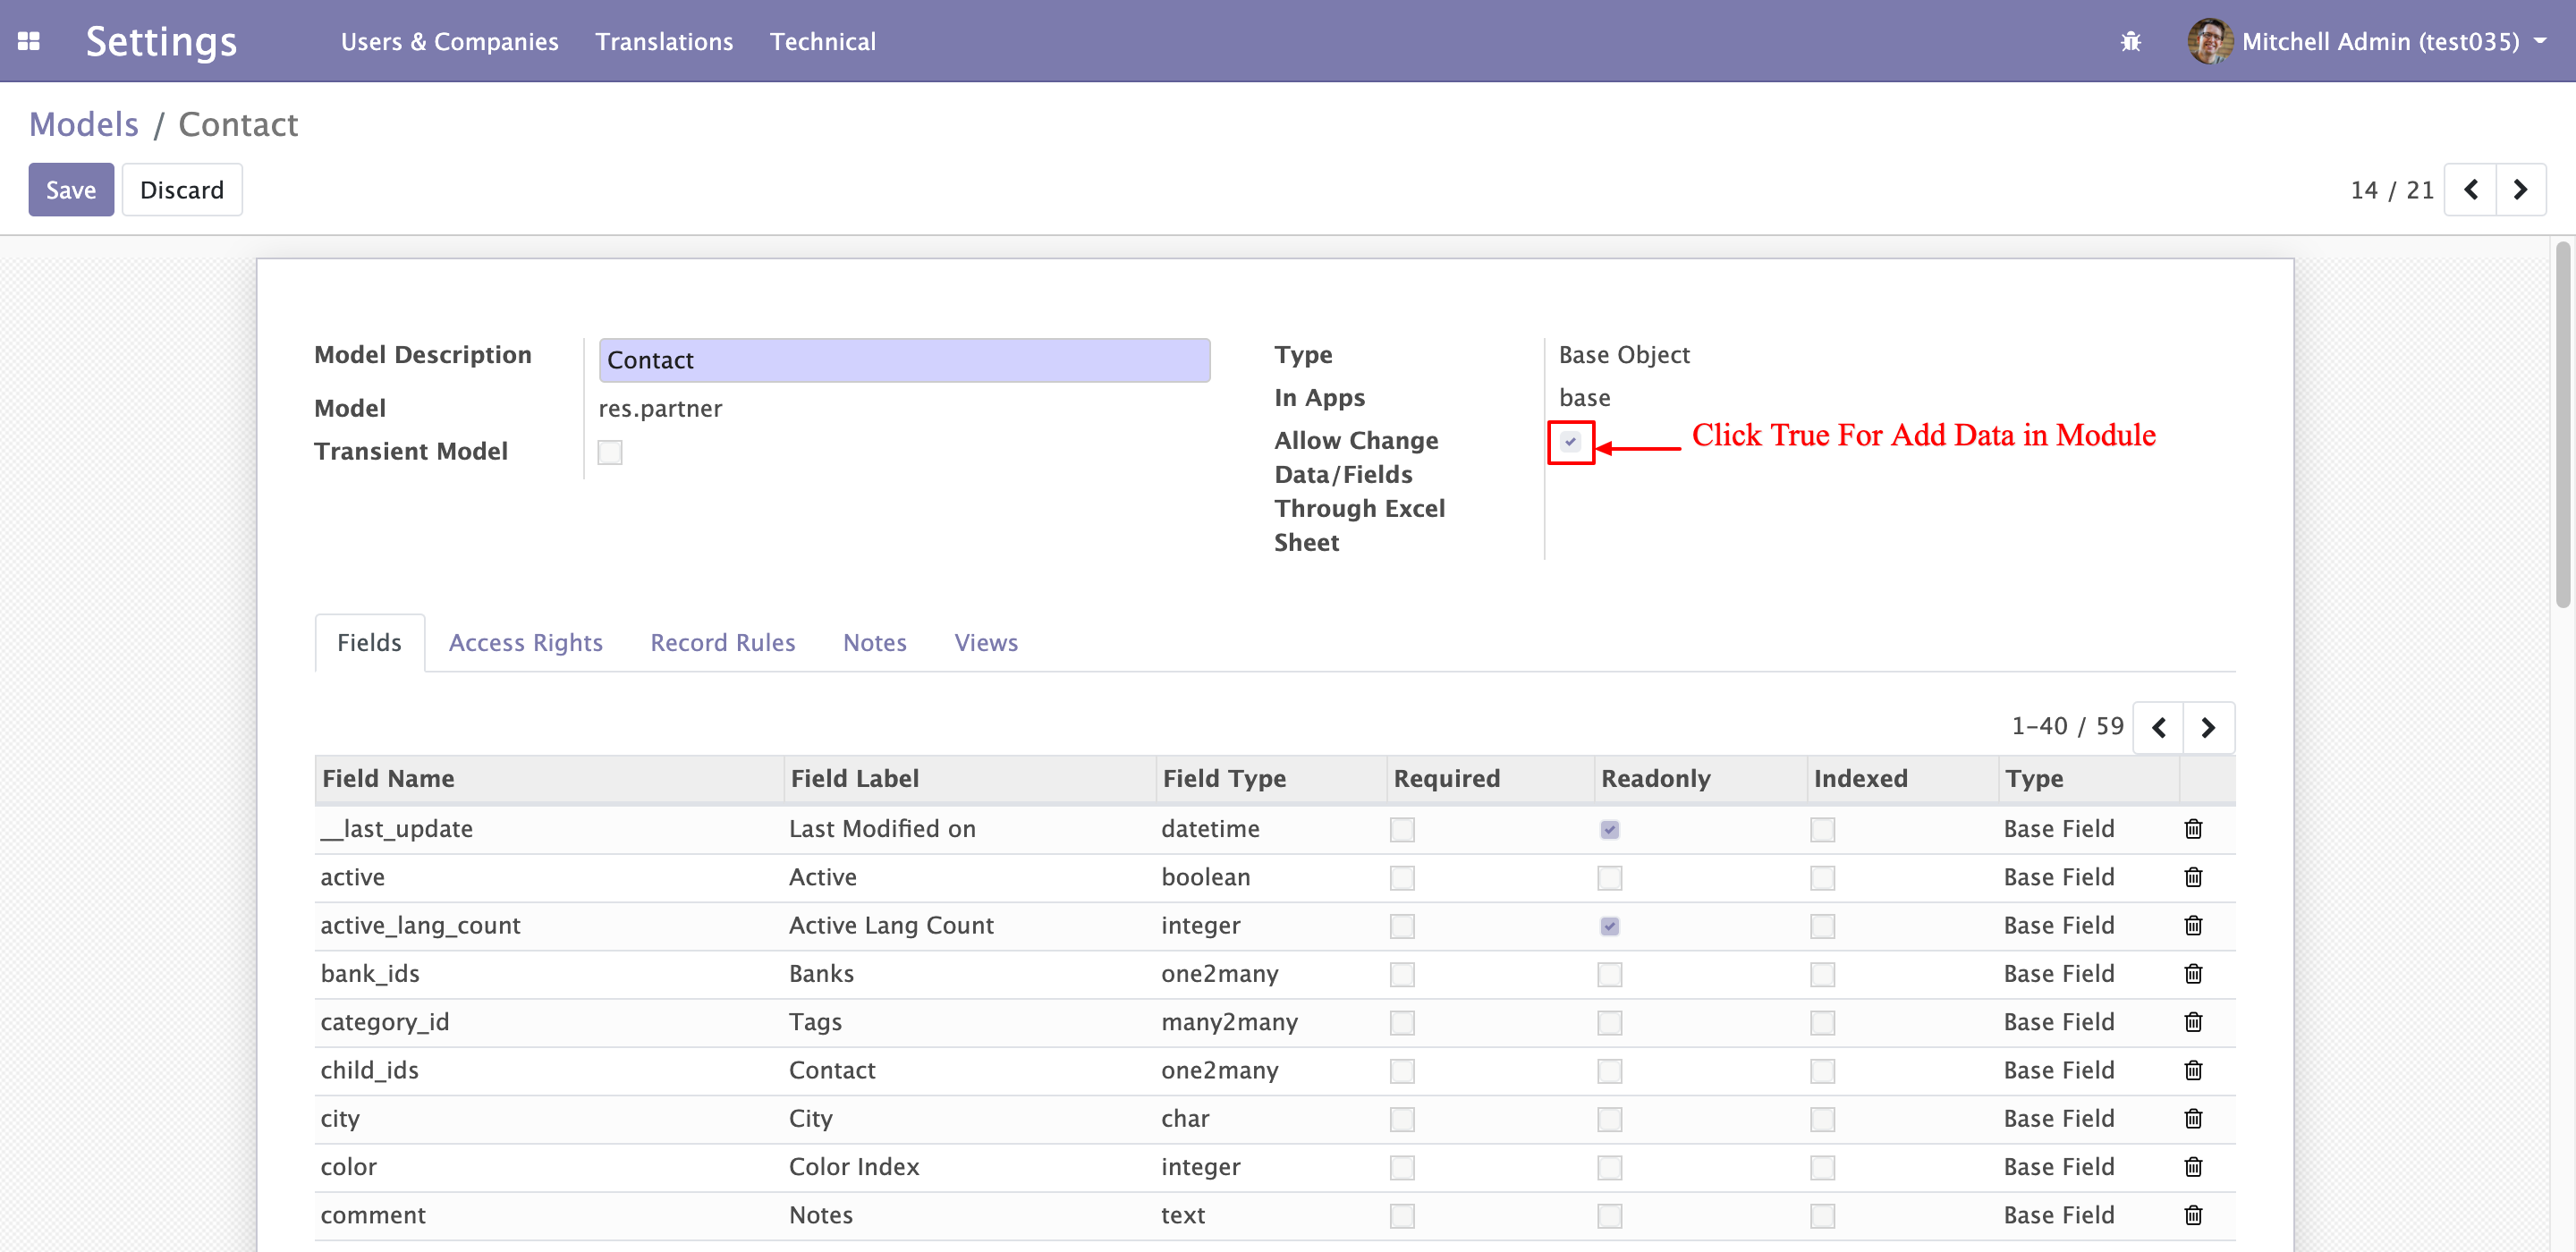 Settings Users & Companies Translations Technical Mitchell Admin (test035)
Models / Contact
Save Discard 14 / 21
Model Description Contact
Model res.partner
Transient Model
Type Base Object
In Apps base
Allow Change
Data/Fields
Through Excel
Sheet
Click True For Add Data in Module
Fields Access Rights Record Rules Notes Views
1-40 / 59
Field Name Field Label Field Type Required Readonly Indexed Type
__last_update Last Modified on datetime Base Field
active Active boolean Base Field
active_lang_count Active Lang Count integer Base Field
bank_ids Banks one2many Base Field
category_id Tags many2many Base Field
child_ids Contact one2many Base Field
city City char Base Field
color Color Index integer Base Field
comment Notes text Base Field